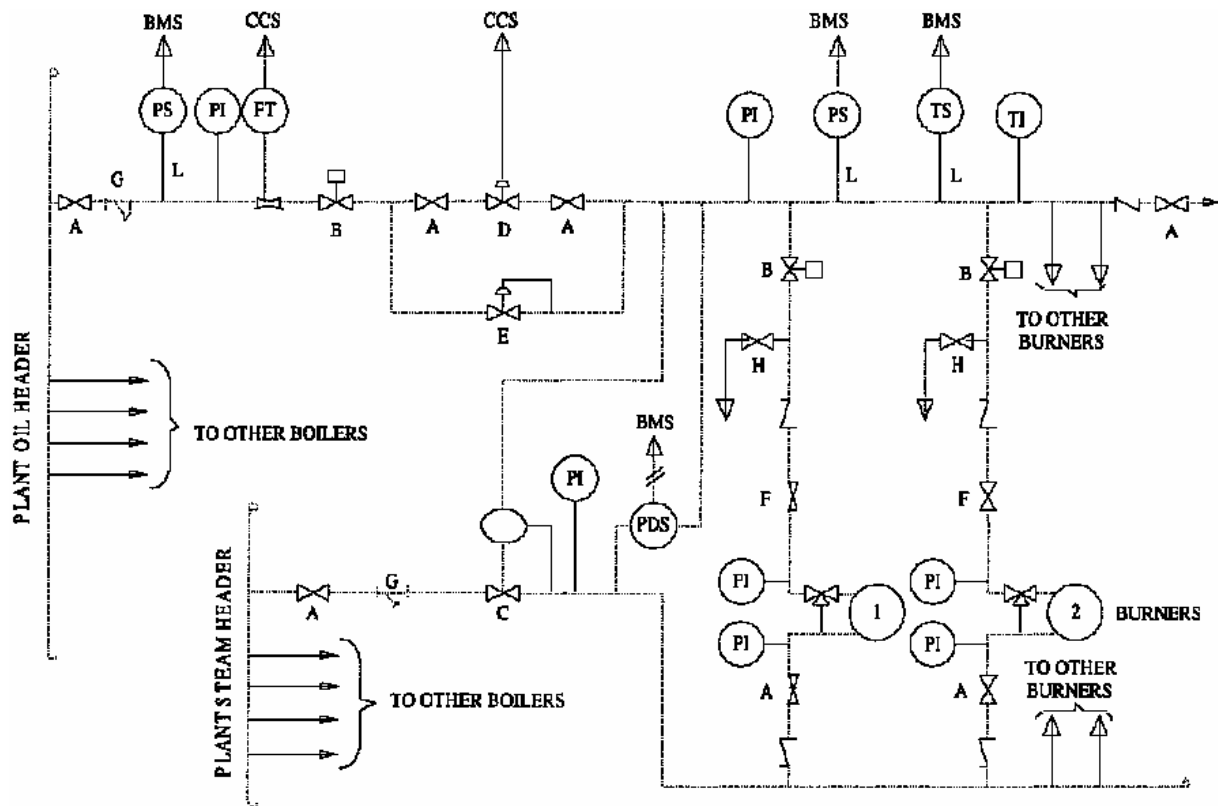 BMS
CCS
CCS
BMS
BMS
PS
PI
FT
PI
PS
TS
TI
G
L
L
L
A
B
A
D
A
A
E
B
B
TO OTHER
BURNERS
H
H
PLANT OIL HEADER
TO OTHER BOILERS
BMS
PI
F
F
PDS
PLANT STEAM HEADER
G
A
C
FI
PI
1
2
BURNERS
PI
PI
TO OTHER
BURNERS
A
A
TO OTHER BOILERS